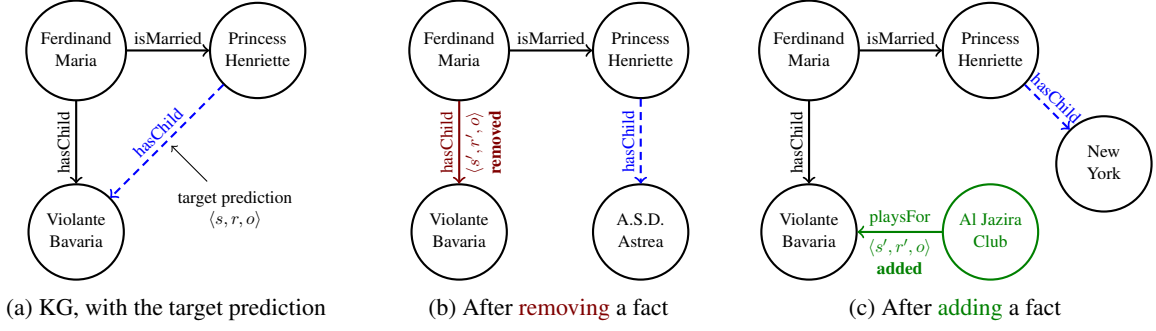 Ferdinand
Maria
isMarried
Princess
Henriette
hasChild
hasChild
target prediction
⟨s, r, o⟩
Violante
Bavaria
(a) KG, with the target prediction
Ferdinand
Maria
isMarried
Princess
Henriette
hasChild
⟨s′, r′, o⟩
removed
hasChild
Violante
Bavaria
A.S.D.
Astrea
(b) After removing a fact
Ferdinand
Maria
isMarried
Princess
Henriette
hasChild
hasChild
New
York
Violante
Bavaria
playsFor
⟨s′, r′, o⟩
added
Al Jazira
Club
(c) After adding a fact